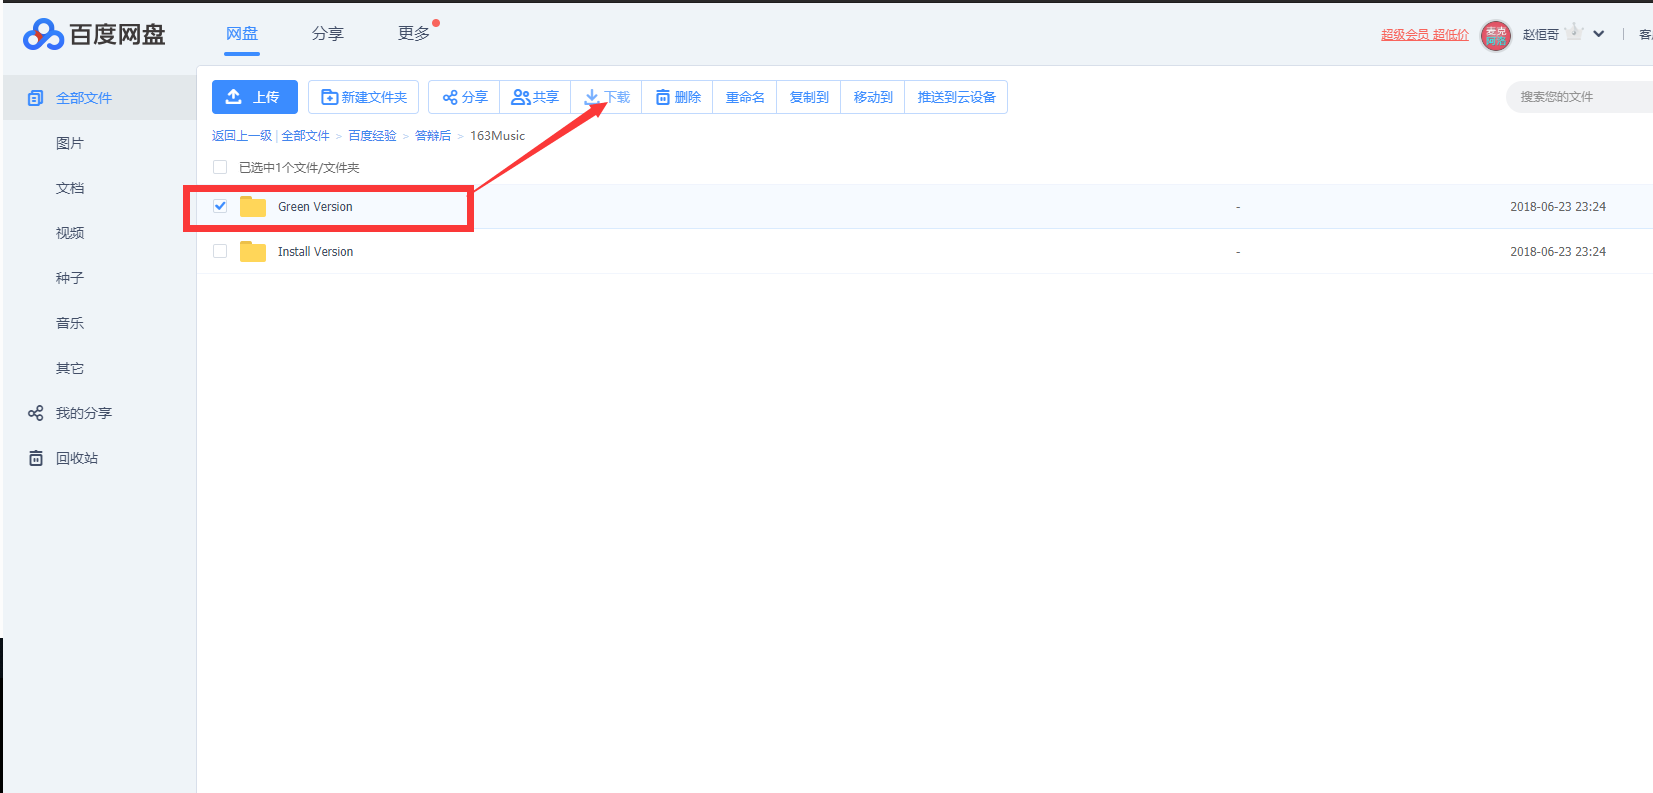 百度网盘
网盘 分享 更多
超级会员 超低价 麦克 阿瑟 赵恒哥
全部文件
上传 新建文件夹 分享 共享 下载 删除 重命名 复制到 移动到 推送到云设备
搜索您的文件
返回上一级 | 全部文件 > 百度经验 > 答辩后 > 163Music
已选中1个文件/文件夹
Green Version - 2018-06-23 23:24
Install Version - 2018-06-23 23:24
图片
文档
视频
种子
音乐
其它
我的分享
回收站